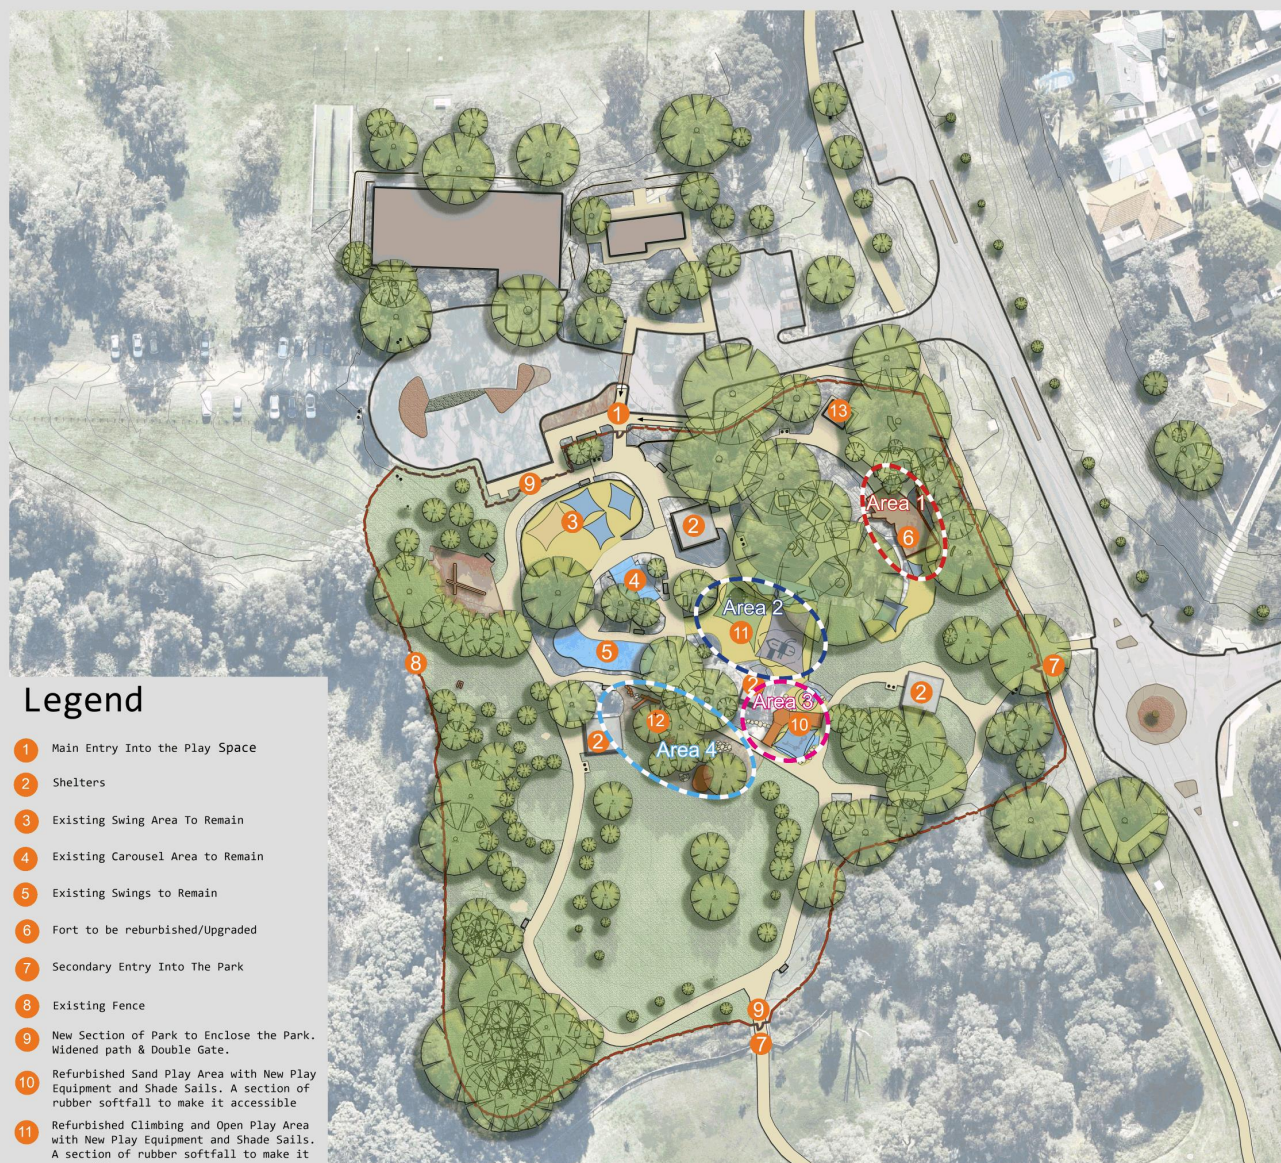 13
1
Area 1
9
3
2
6
4
Area 2
11
5
8
7
2
2
Area 3
12
10
2
Area 4
9
7
Legend
1 Main Entry Into the Play Space
2 Shelters
3 Existing Swing Area To Remain
4 Existing Carousel Area to Remain
5 Existing Swings to Remain
6 Fort to be reburbished/Upgraded
7 Secondary Entry Into The Park
8 Existing Fence
9 New Section of Park to Enclose the Park.
Widened path & Double Gate.
10 Refurbished Sand Play Area with New Play
Equipment and Shade Sails. A section of
rubber softfall to make it accessible
11 Refurbished Climbing and Open Play Area
with New Play Equipment and Shade Sails.
A section of rubber softfall to make it